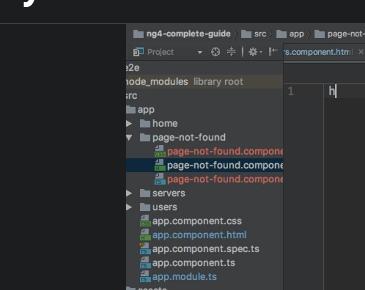 ng4-complete-guide src app page-not-
Project
rs.component.html
e2e
node_modules library root
src
app
home
page-not-found
page-not-found.compone
page-not-found.compone
page-not-found.compone
servers
users
app.component.css
app.component.html
app.component.spec.ts
app.component.ts
app.module.ts
1 h